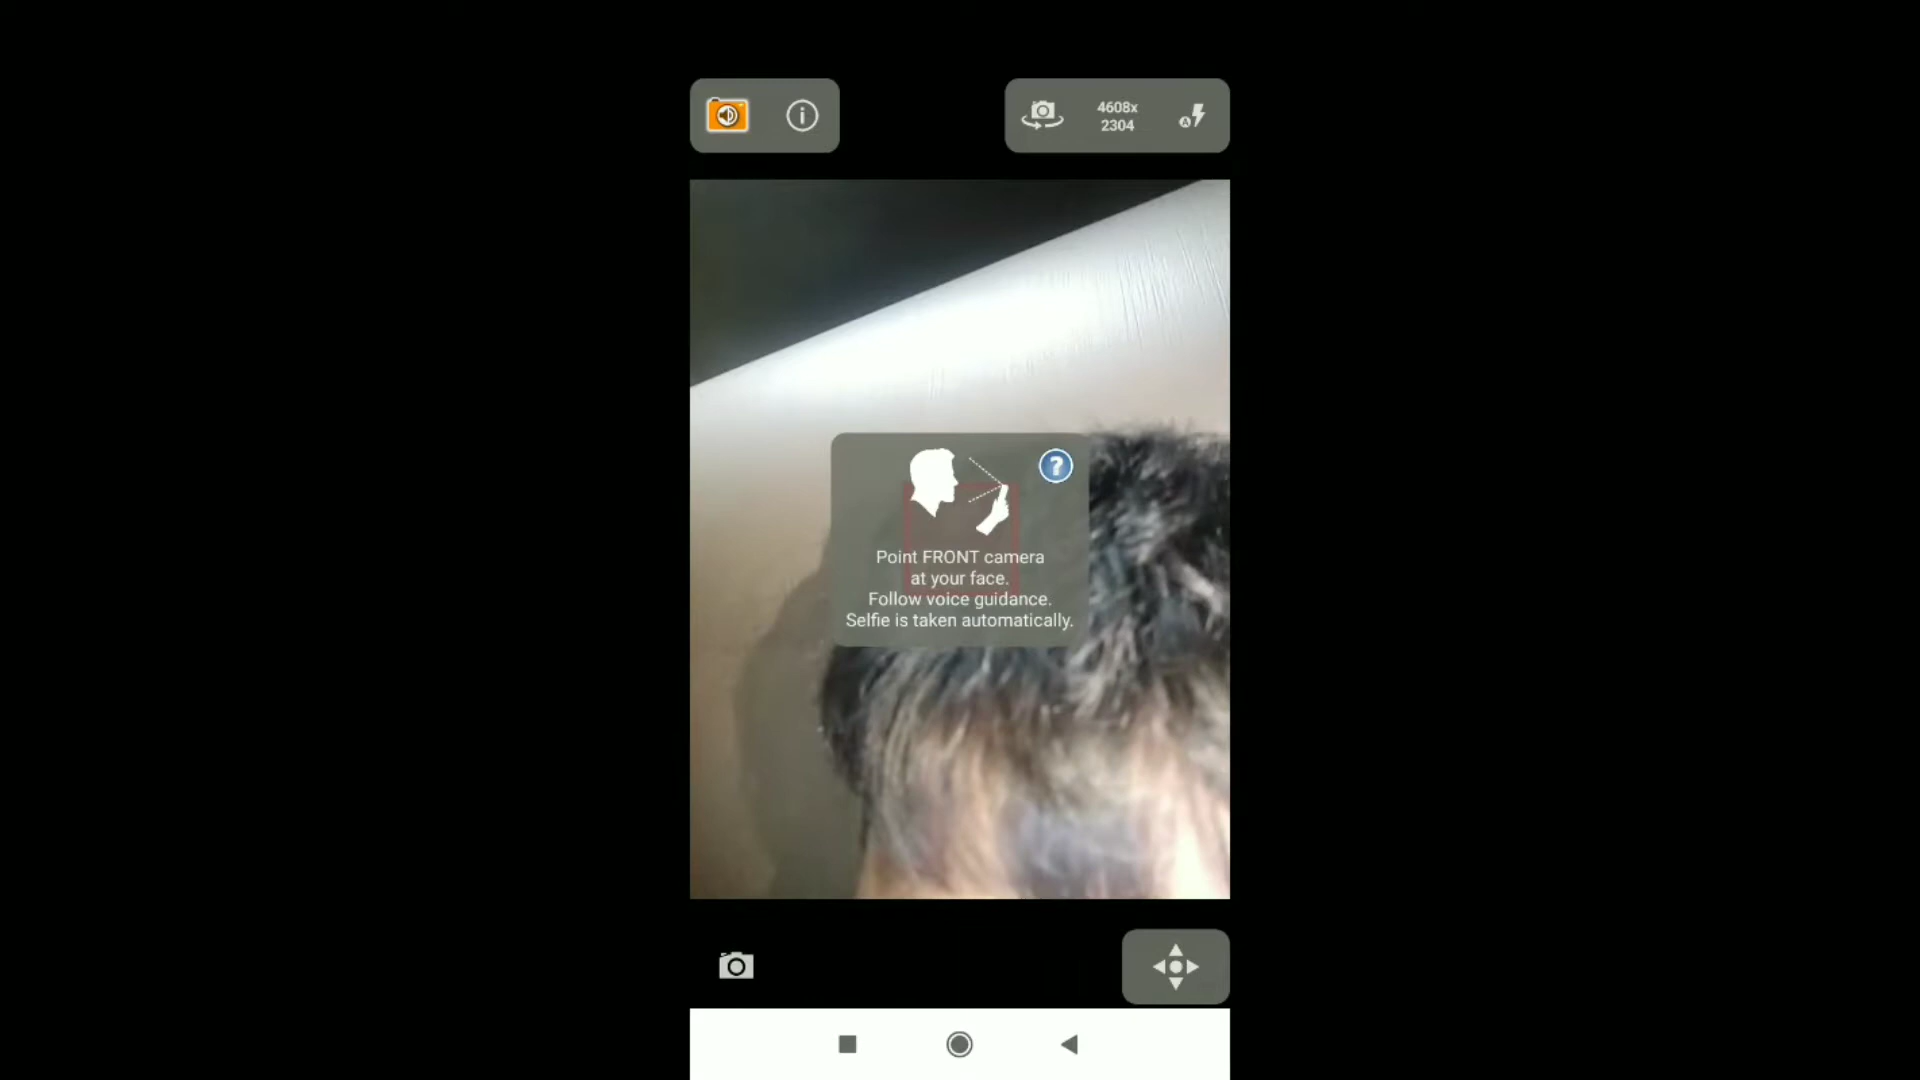 4608x
2304
?
Point FRONT camera
at your face.
Follow voice guidance.
Selfie is taken automatically.